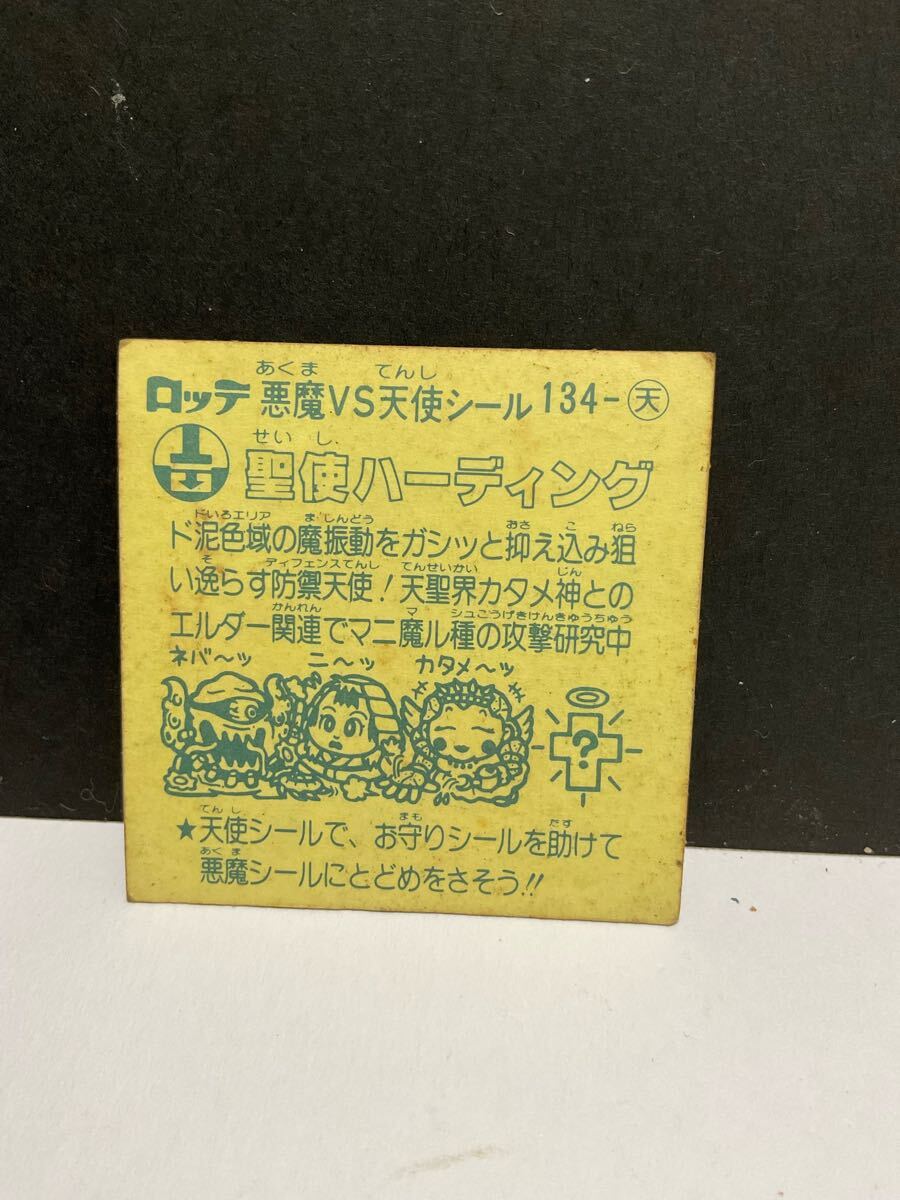 あくま てんし
ロッテ 悪魔VS天使シール 134-天
せいし
聖使ハーディング
ドいろエリア ましんどう おさ こ ねら
ド泥色域の魔振動をガシッと抑え込み狙
そ ディフェンスてんし てんせいかい じん
い逸らす防禦天使!天聖界カタメ神との
かんれん マ シュこうげきけんきゅうちゅう
エルダー関連でマニ魔ル種の攻撃研究中
ネバ〜ッ ニ〜ッ カタメ〜ッ
?
てんし まも たす
★天使シールで、お守りシールを助けて
あくま
悪魔シールにとどめをさそう!!